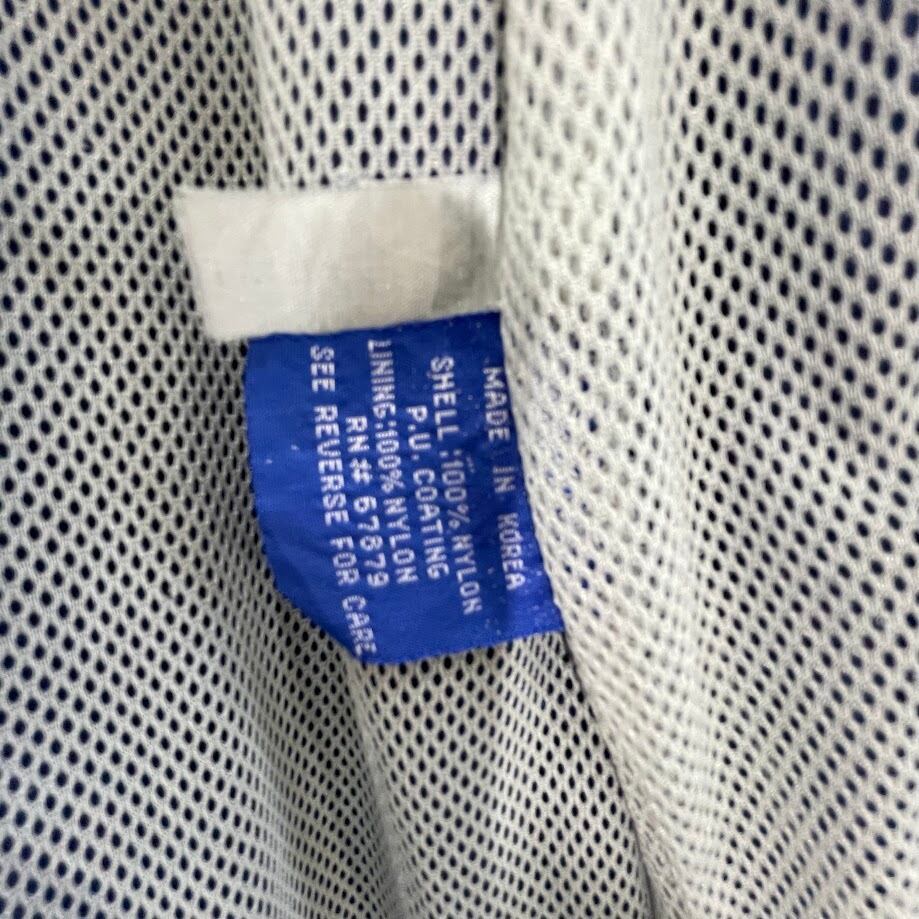 MADE IN KOREA
SHELL:100% NYLON
P.U. COATING
LINING:100% NYLON
RN# 67879
SEE REVERSE FOR CARE